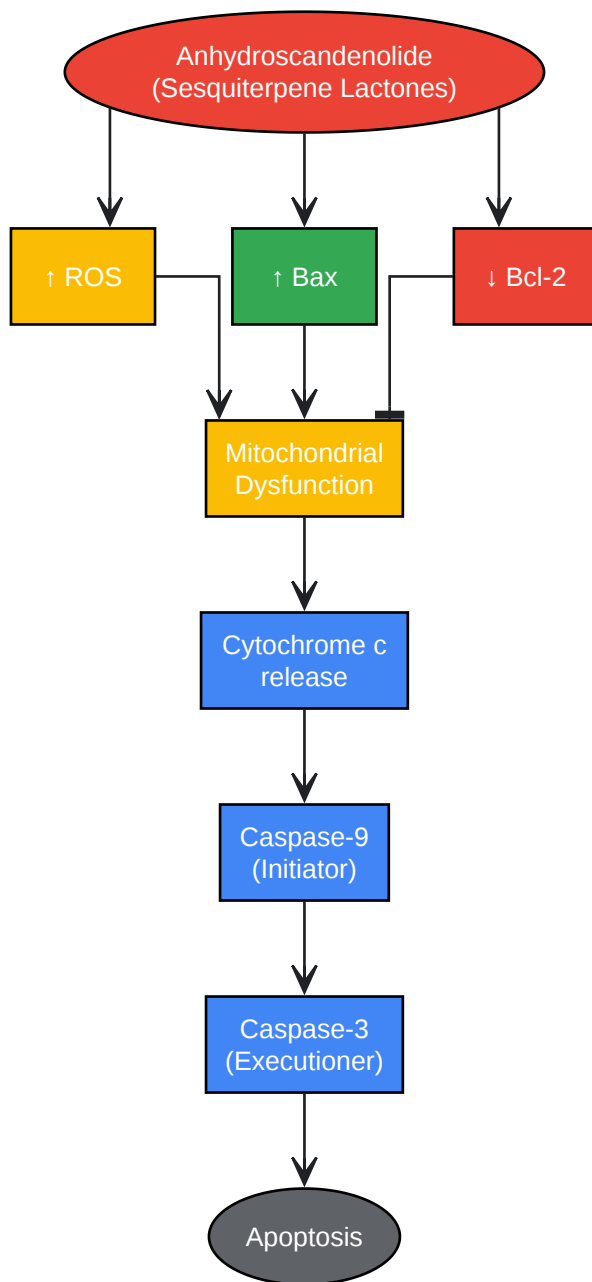 Anhydroscandenolide
(Sesquiterpene Lactones)
↑ ROS
↑ Bax
↓ Bcl-2
Mitochondrial
Dysfunction
Cytochrome c
release
Caspase-9
(Initiator)
Caspase-3
(Executioner)
Apoptosis